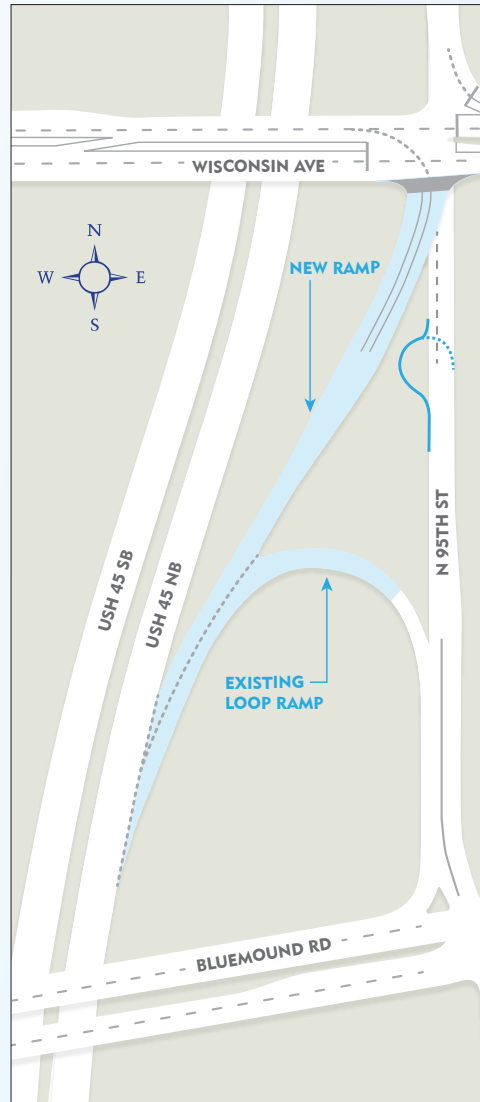 WISCONSIN AVE
N
W
E
S
NEW RAMP
N 95TH ST
USH 45 SB
USH 45 NB
EXISTING
LOOP RAMP
BLUEMOUND RD